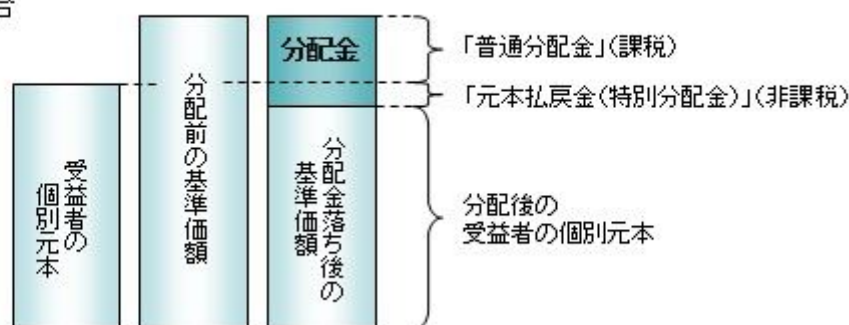 分配金
「普通分配金」(課税)
「元本払戻金(特別分配金)」(非課税)
受益者の
個別元本
分配前の基準価額
分配金落ち後の
基準価額
分配後の
受益者の個別元本